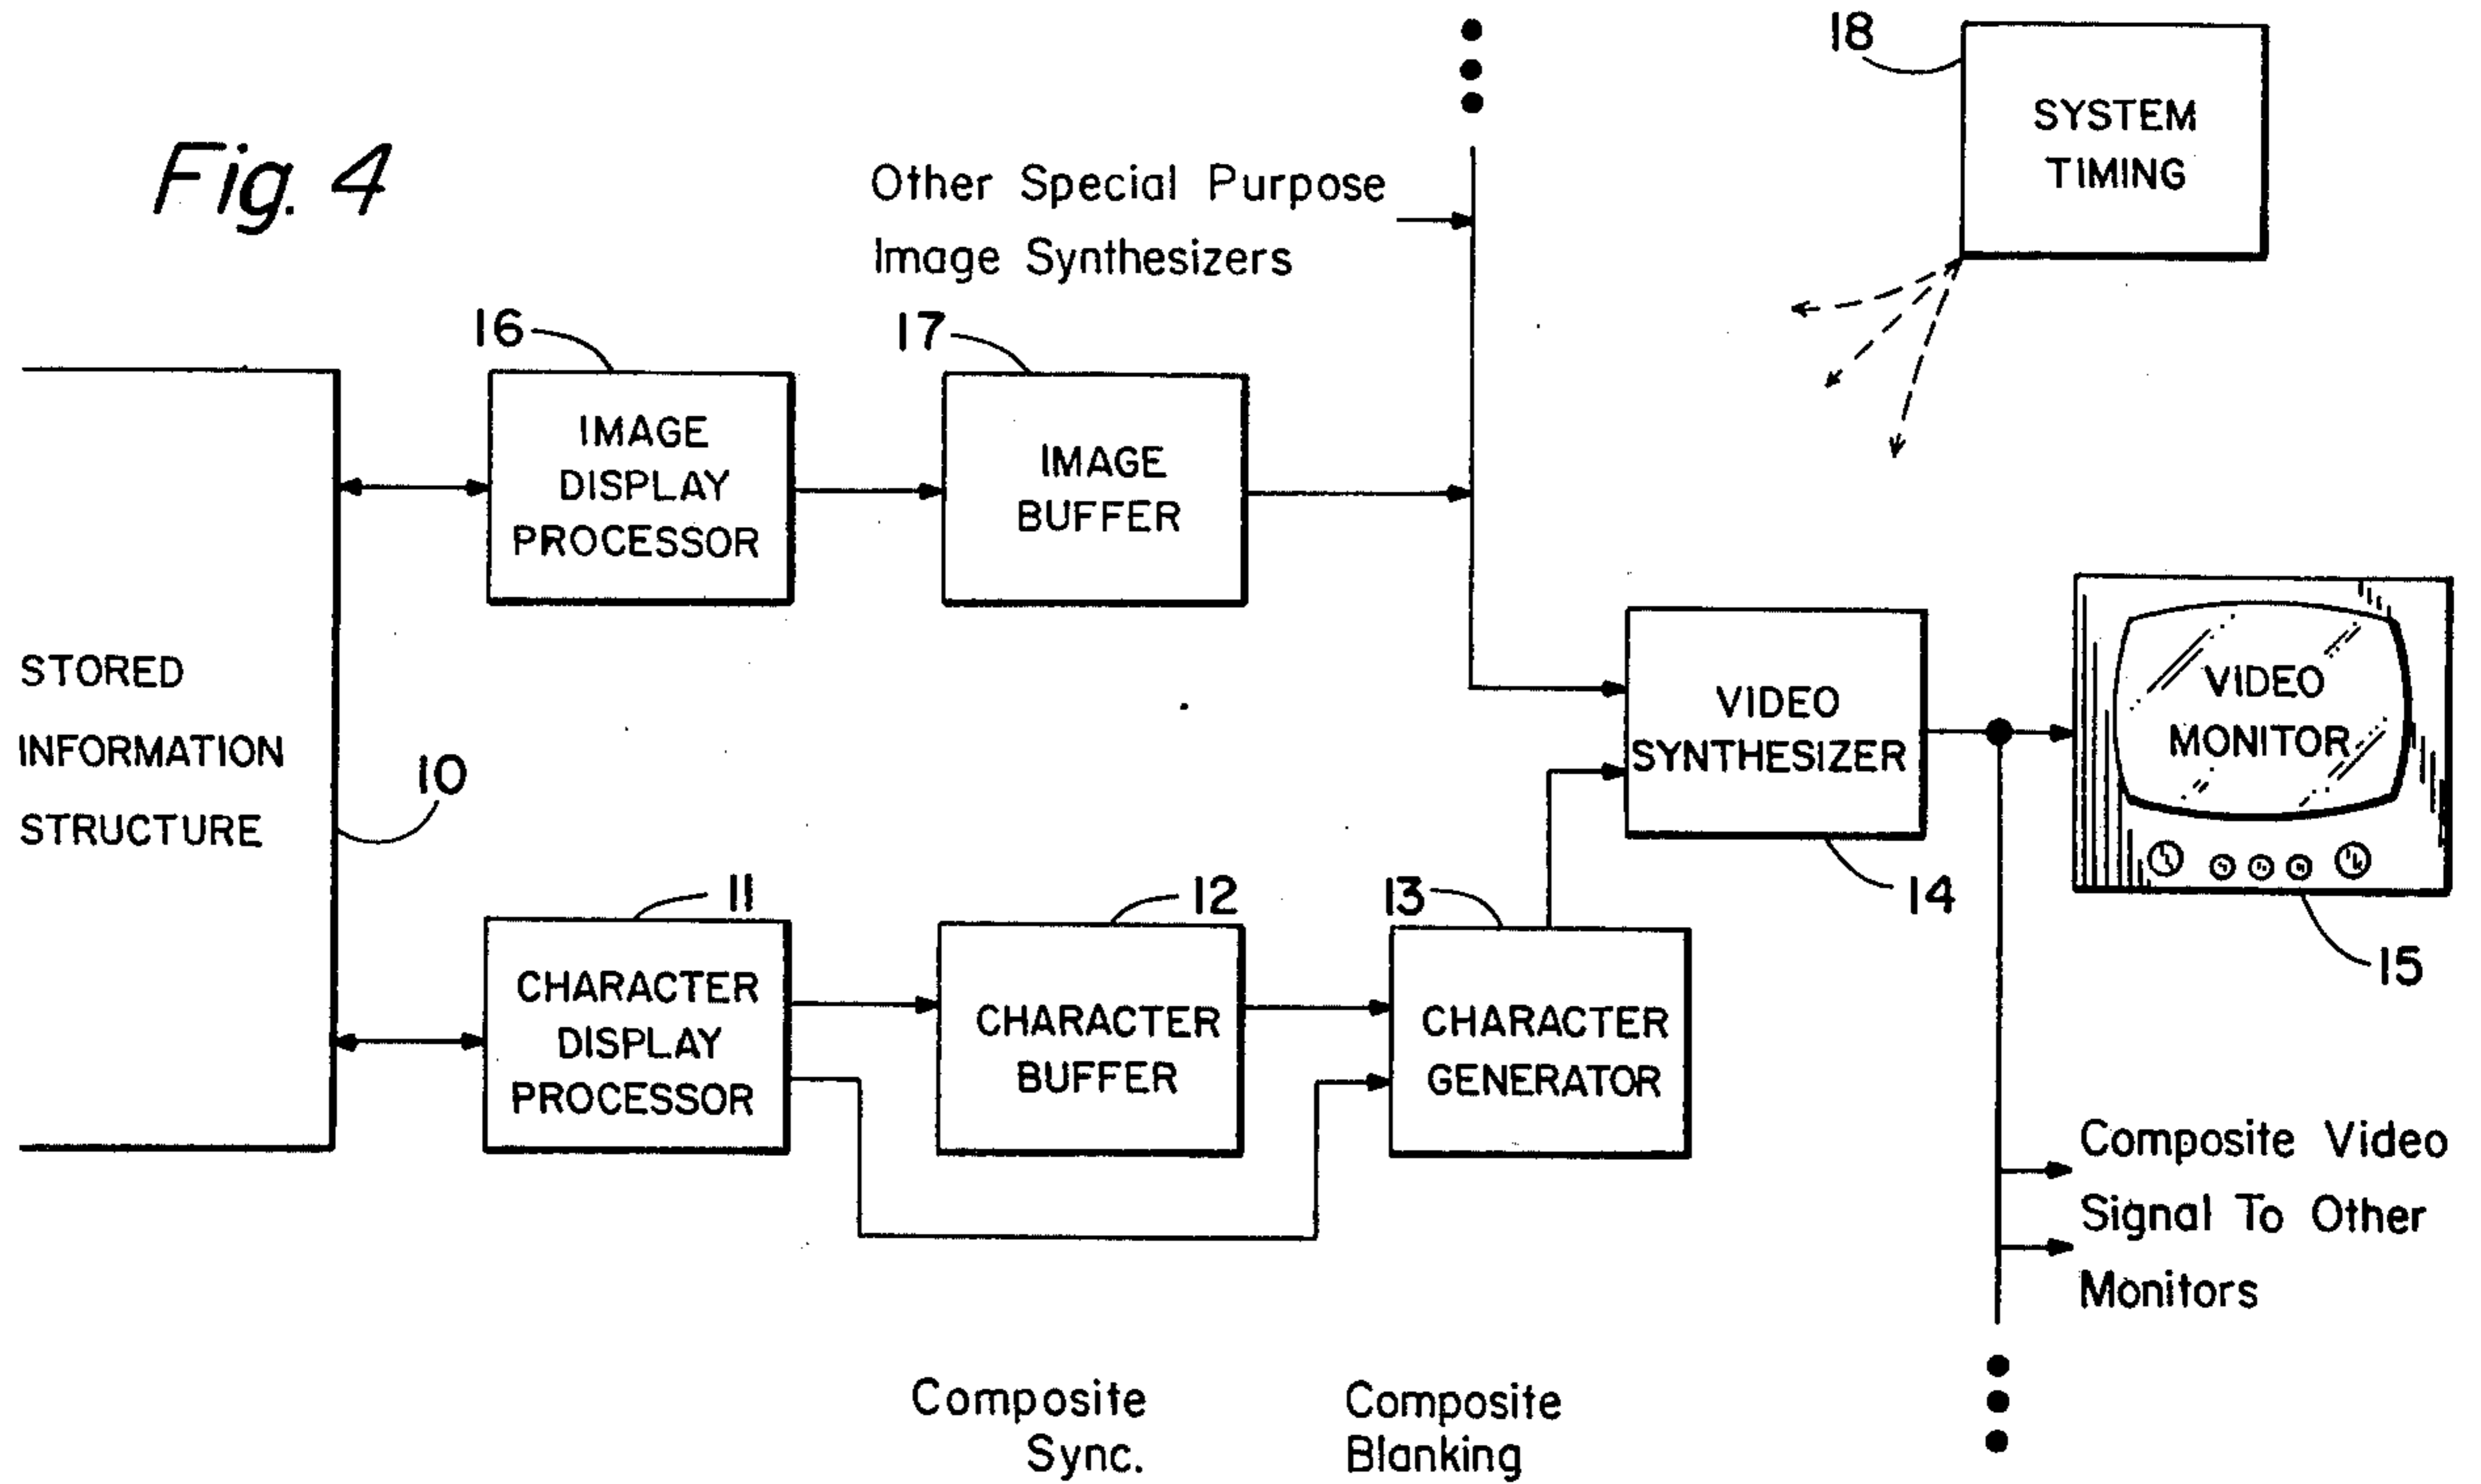 Fig. 4
18
SYSTEM
TIMING
Other Special Purpose
Image Synthesizers
16
IMAGE
DISPLAY
PROCESSOR
17
IMAGE
BUFFER
STORED
INFORMATION
STRUCTURE
10
VIDEO
SYNTHESIZER
14
VIDEO
MONITOR
15
11
CHARACTER
DISPLAY
PROCESSOR
12
CHARACTER
BUFFER
13
CHARACTER
GENERATOR
Composite Video
Signal To Other
Monitors
Composite
Sync.
Composite
Blanking